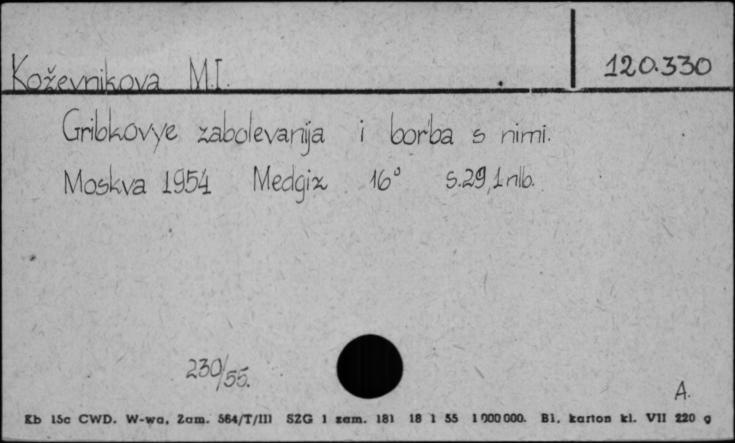 Koževnikova M.I.
120.330
Gribkovye zabolevanija i bor'ba s nimi.
Moskva 1954 Medgiz 16° s.29,1 nlb.
230/55.
A.
Kb 15c CWD. W-wa, Zam. 564/T/III SZG 1 zam. 181 18 1 55 1 000 000. Bl. karton kl. VII 220 g